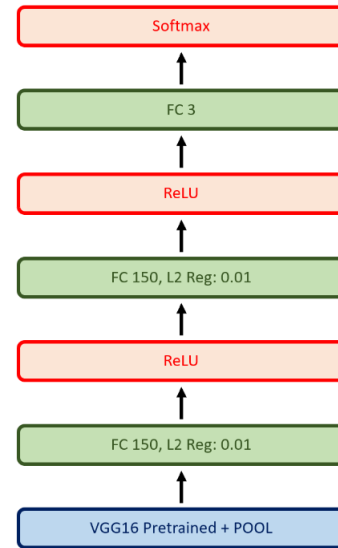 Softmax
FC 3
ReLU
FC 150, L2 Reg: 0.01
ReLU
FC 150, L2 Reg: 0.01
VGG16 Pretrained + POOL